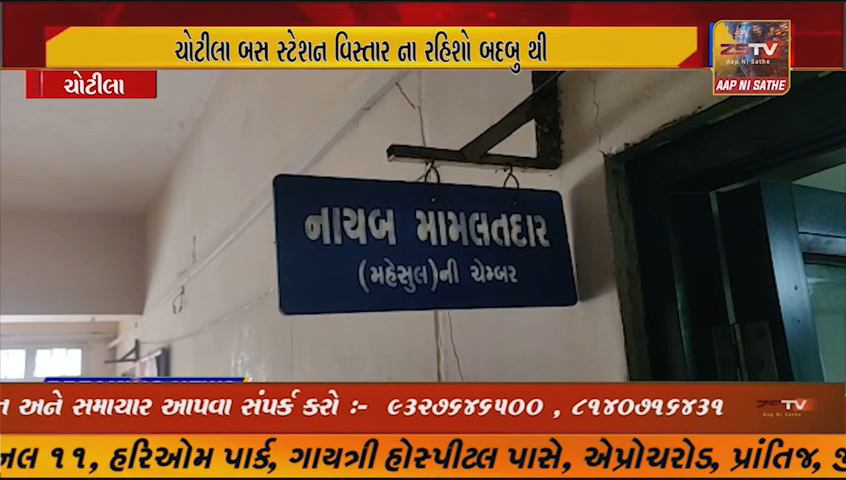 ચોટીલા બસ સ્ટેશન વિસ્તાર ના રહિશો બદબુ થી
ZSTV
Aap Ni Sathe
AAP NI SATHE
ચોટીલા
નાયબ મામલતદાર
(મહેસુલ)ની ચેમ્બર
અને સમાચાર આપવા સંપર્ક કરો :- ૯૩૨૭૬૪૬૫૦૦ , ૮૧૪૦૭૧૬૪૩૧
ZSTV
Aap Ni Sathe
૧૧, હરિઓમ પાર્ક, ગાયત્રી હોસ્પીટલ પાસે, એપ્રોચરોડ, પ્રાંતિજ,